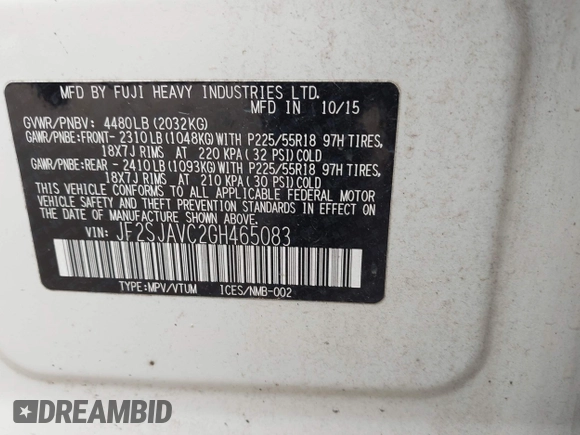 MFD BY FUJI HEAVY INDUSTRIES LTD.
MFD IN 10/15
GVWR/PNBV: 4480LB(2032KG)
GAWR/PNBE:FRONT- 2310LB(1048KG)WITH P225/55R18 97H TIRES,
18X7J RIMS AT 220 KPA(32 PSI)COLD
GAWR/PNBE:REAR - 2410LB(1093KG)WITH P225/55R18 97H TIRES,
18X7J RIMS AT 210 KPA(30 PSI)COLD
THIS VEHICLE CONFORMS TO ALL APPLICABLE FEDERAL MOTOR
VEHICLE SAFETY AND THEFT PREVENTION STANDARDS IN EFFECT
ON THE DATE OF MANUFACTURE SHOWN ABOVE.
VIN: JF2SJAVC2GH465083
TYPE:MPV/VTUM ICES/NMB-002
DREAMBID